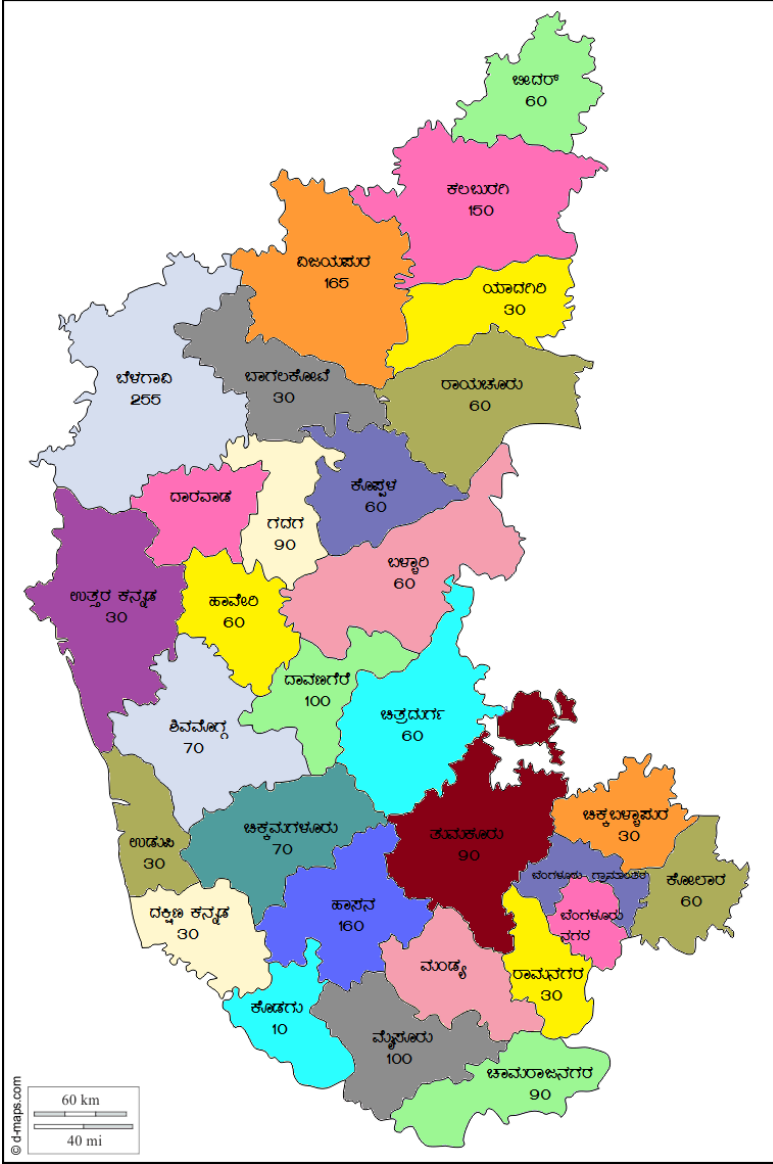 ಬೀದರ್
60
ಕಲಬುರಗಿ
150
ವಿಜಯಪುರ
165
ಯಾದಗಿರಿ
30
ಬೆಳಗಾವಿ
255
ಬಾಗಲಕೋಟೆ
30
ರಾಯಚೂರು
60
ದಾರವಾಡ
ಗದಗ
90
ಕೊಪ್ಪಳ
60
ಬಳ್ಳಾರಿ
60
ಉತ್ತರ ಕನ್ನಡ
30
ಹಾವೇರಿ
60
ದಾವಣಗೆರೆ
100
ಚಿತ್ರದುರ್ಗ
60
ಶಿವಮೊಗ್ಗ
70
ಚಿಕ್ಕಮಗಳೂರು
70
ತುಮಕೂರು
90
ಚಿಕ್ಕಬಳ್ಳಾಪುರ
30
ಉಡುಪಿ
30
ಬೆಂಗಳೂರು ಗ್ರಾಮಾಂತರ
ಕೋಲಾರ
60
ದಕ್ಷಿಣ ಕನ್ನಡ
30
ಹಾಸನ
160
ಬೆಂಗಳೂರು
ನಗರ
ಮಂಡ್ಯ
ರಾಮನಗರ
30
ಕೊಡಗು
10
ಮೈಸೂರು
100
ಚಾಮರಾಜನಗರ
90
60 km
40 mi
© d-maps.com